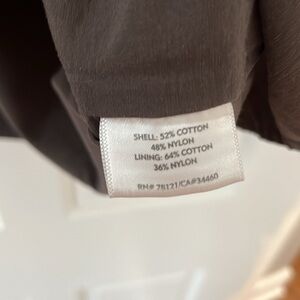 SHELL: 52% COTTON
48% NYLON
LINING: 64% COTTON
36% NYLON
RN# 78121/CA#34460